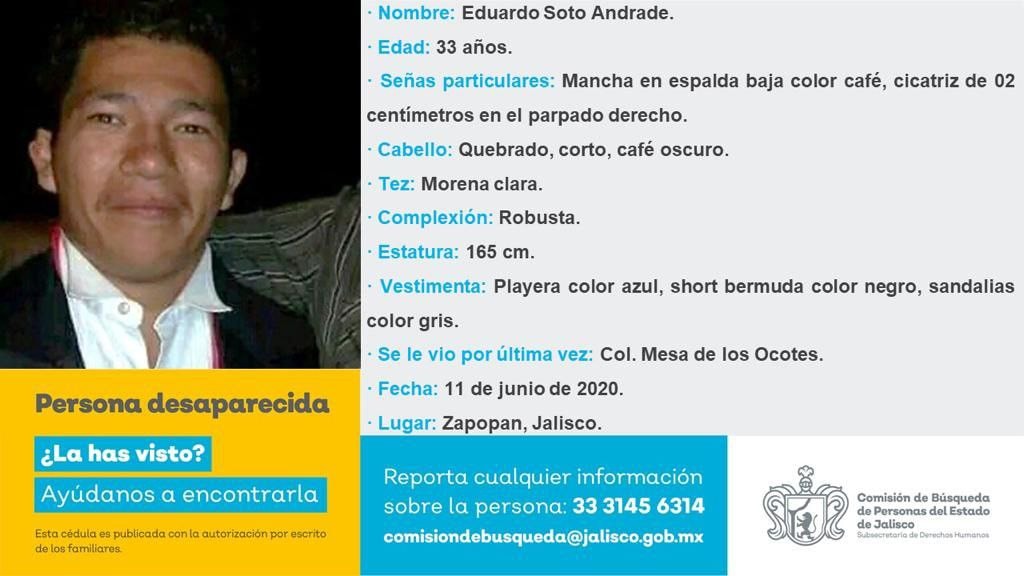 · Nombre: Eduardo Soto Andrade.
· Edad: 33 años.
· Señas particulares: Mancha en espalda baja color café, cicatriz de 02
centímetros en el parpado derecho.
· Cabello: Quebrado, corto, café oscuro.
· Tez: Morena clara.
· Complexión: Robusta.
· Estatura: 165 cm.
· Vestimenta: Playera color azul, short bermuda color negro, sandalias
color gris.
· Se le vio por última vez: Col. Mesa de los Ocotes.
· Fecha: 11 de junio de 2020.
· Lugar: Zapopan, Jalisco.
Persona desaparecida
¿La has visto?
Ayúdanos a encontrarla
Esta cédula es publicada con la autorización por escrito
de los familiares.
Reporta cualquier información
sobre la persona: 33 3145 6314
comisiondebusqueda@jalisco.gob.mx
Comisión de Búsqueda
de Personas del Estado
de Jalisco
Subsecretaría de Derechos Humanos